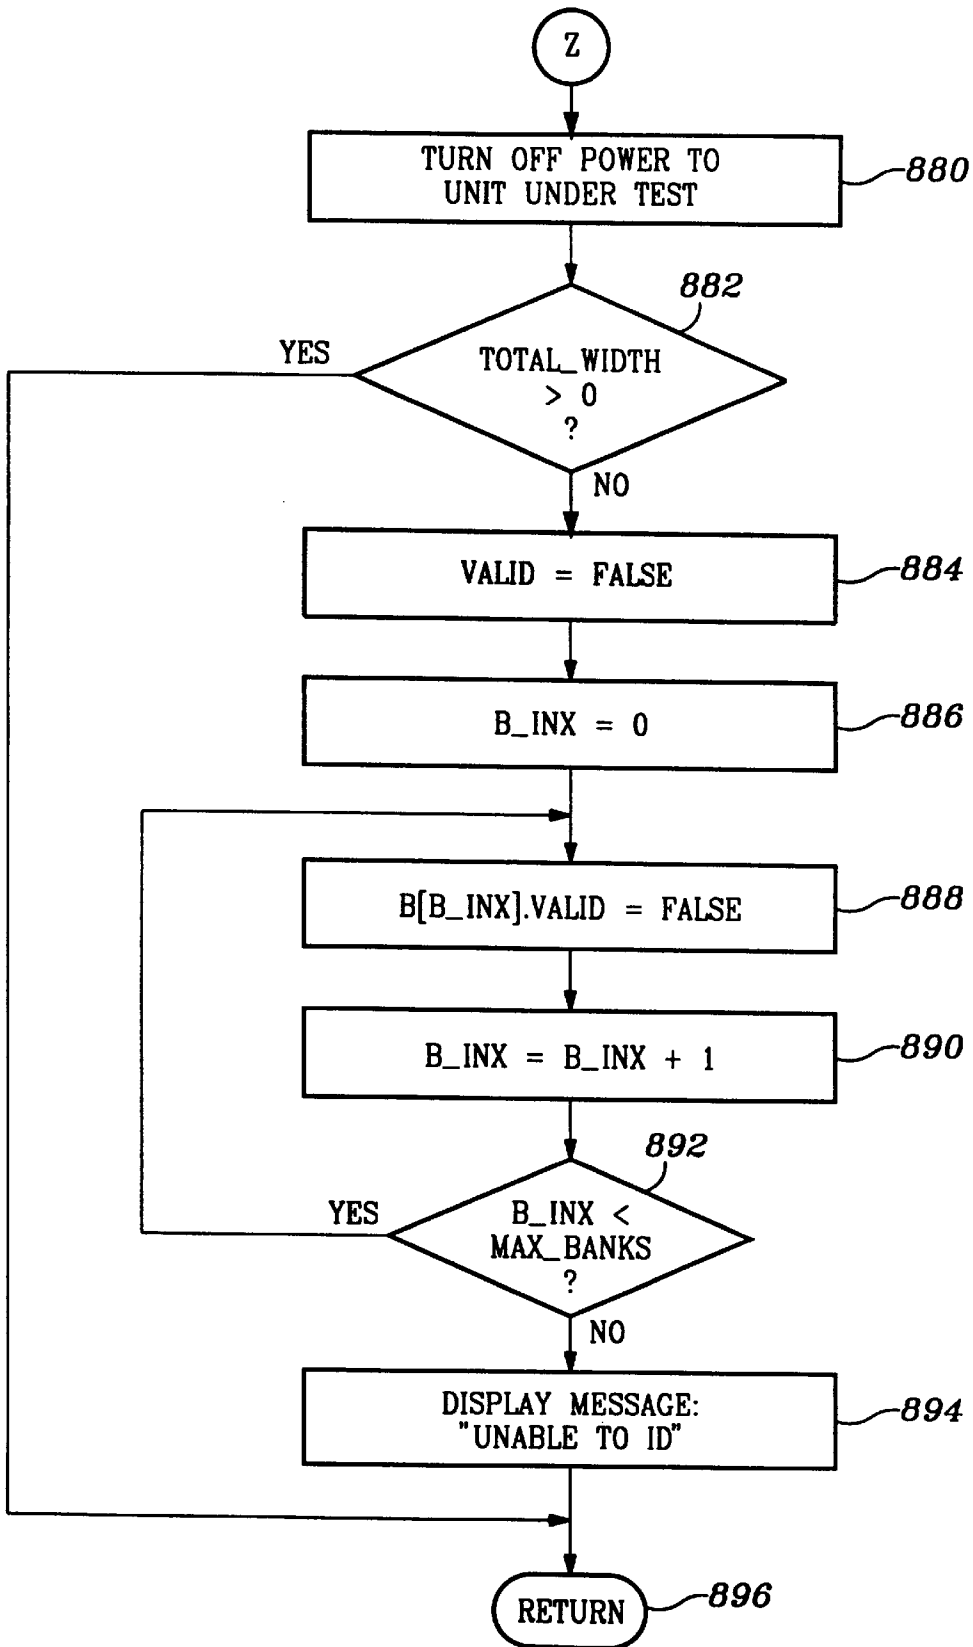 Z
TURN OFF POWER TO
UNIT UNDER TEST
880
882
YES
TOTAL_WIDTH
> 0
?
NO
VALID = FALSE
884
B_INX = 0
886
B[B_INX].VALID = FALSE
888
B_INX = B_INX + 1
890
892
YES
B_INX <
MAX_BANKS
?
NO
DISPLAY MESSAGE:
"UNABLE TO ID"
894
RETURN
896